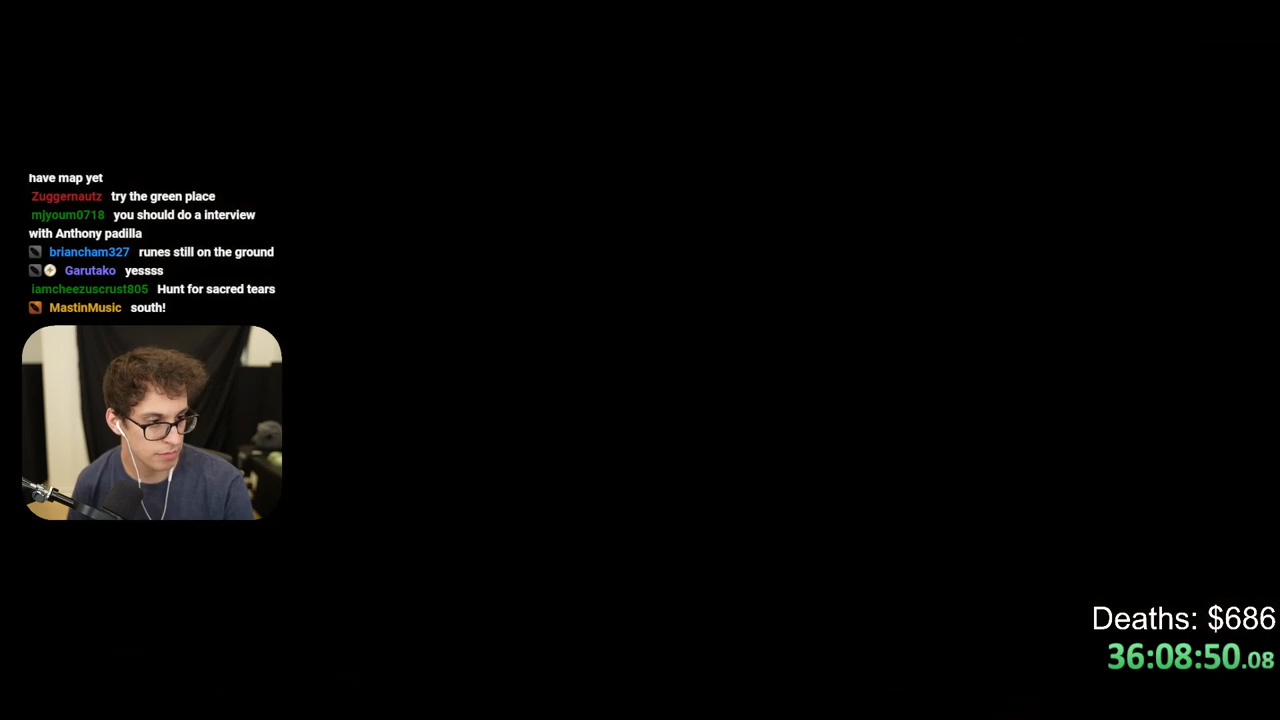 have map yet
Zuggernautz try the green place
mjyoum0718 you should do a interview
with Anthony padilla
briancham327 runes still on the ground
Garutako yessss
iamcheezuscrust805 Hunt for sacred tears
MastinMusic south!
Deaths: $686
36:08:50.08